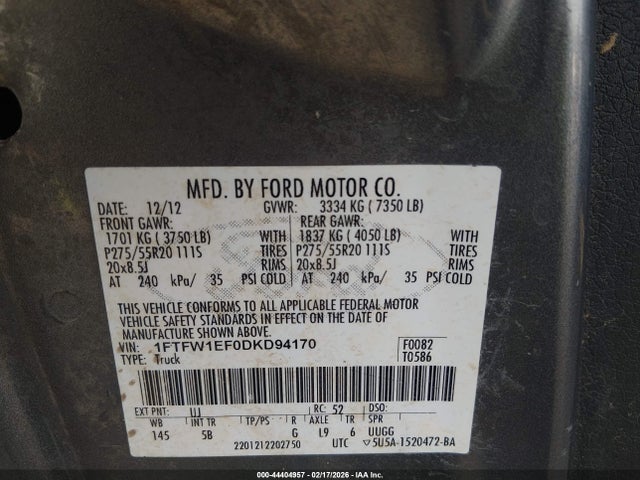 MFD. BY FORD MOTOR CO.
DATE: 12/12 GVWR: 3334 KG ( 7350 LB)
FRONT GAWR: REAR GAWR:
1701 KG ( 3750 LB) WITH 1837 KG ( 4050 LB) WITH
P275/55R20 111S TIRES P275/55R20 111S TIRES
20x8.5J RIMS 20x8.5J RIMS
AT 240 kPa/ 35 PSI COLD AT 240 kPa/ 35 PSI COLD
THIS VEHICLE CONFORMS TO ALL APPLICABLE FEDERAL MOTOR
VEHICLE SAFETY STANDARDS IN EFFECT ON THE DATE OF
MANUFACTURE SHOWN ABOVE.
VIN: 1FTFW1EF0DKD94170 F0082
TYPE: Truck T0586
EXT PNT: UJ RC: 52 DSO:
WB INT TR TP/PS R AXLE TR SPR
145 5B G L9 6 UUGG
2201212202750 UTC ▽5U5A-1520472-BA
000-44404957 - 02/17/2026 - IAA Auctions